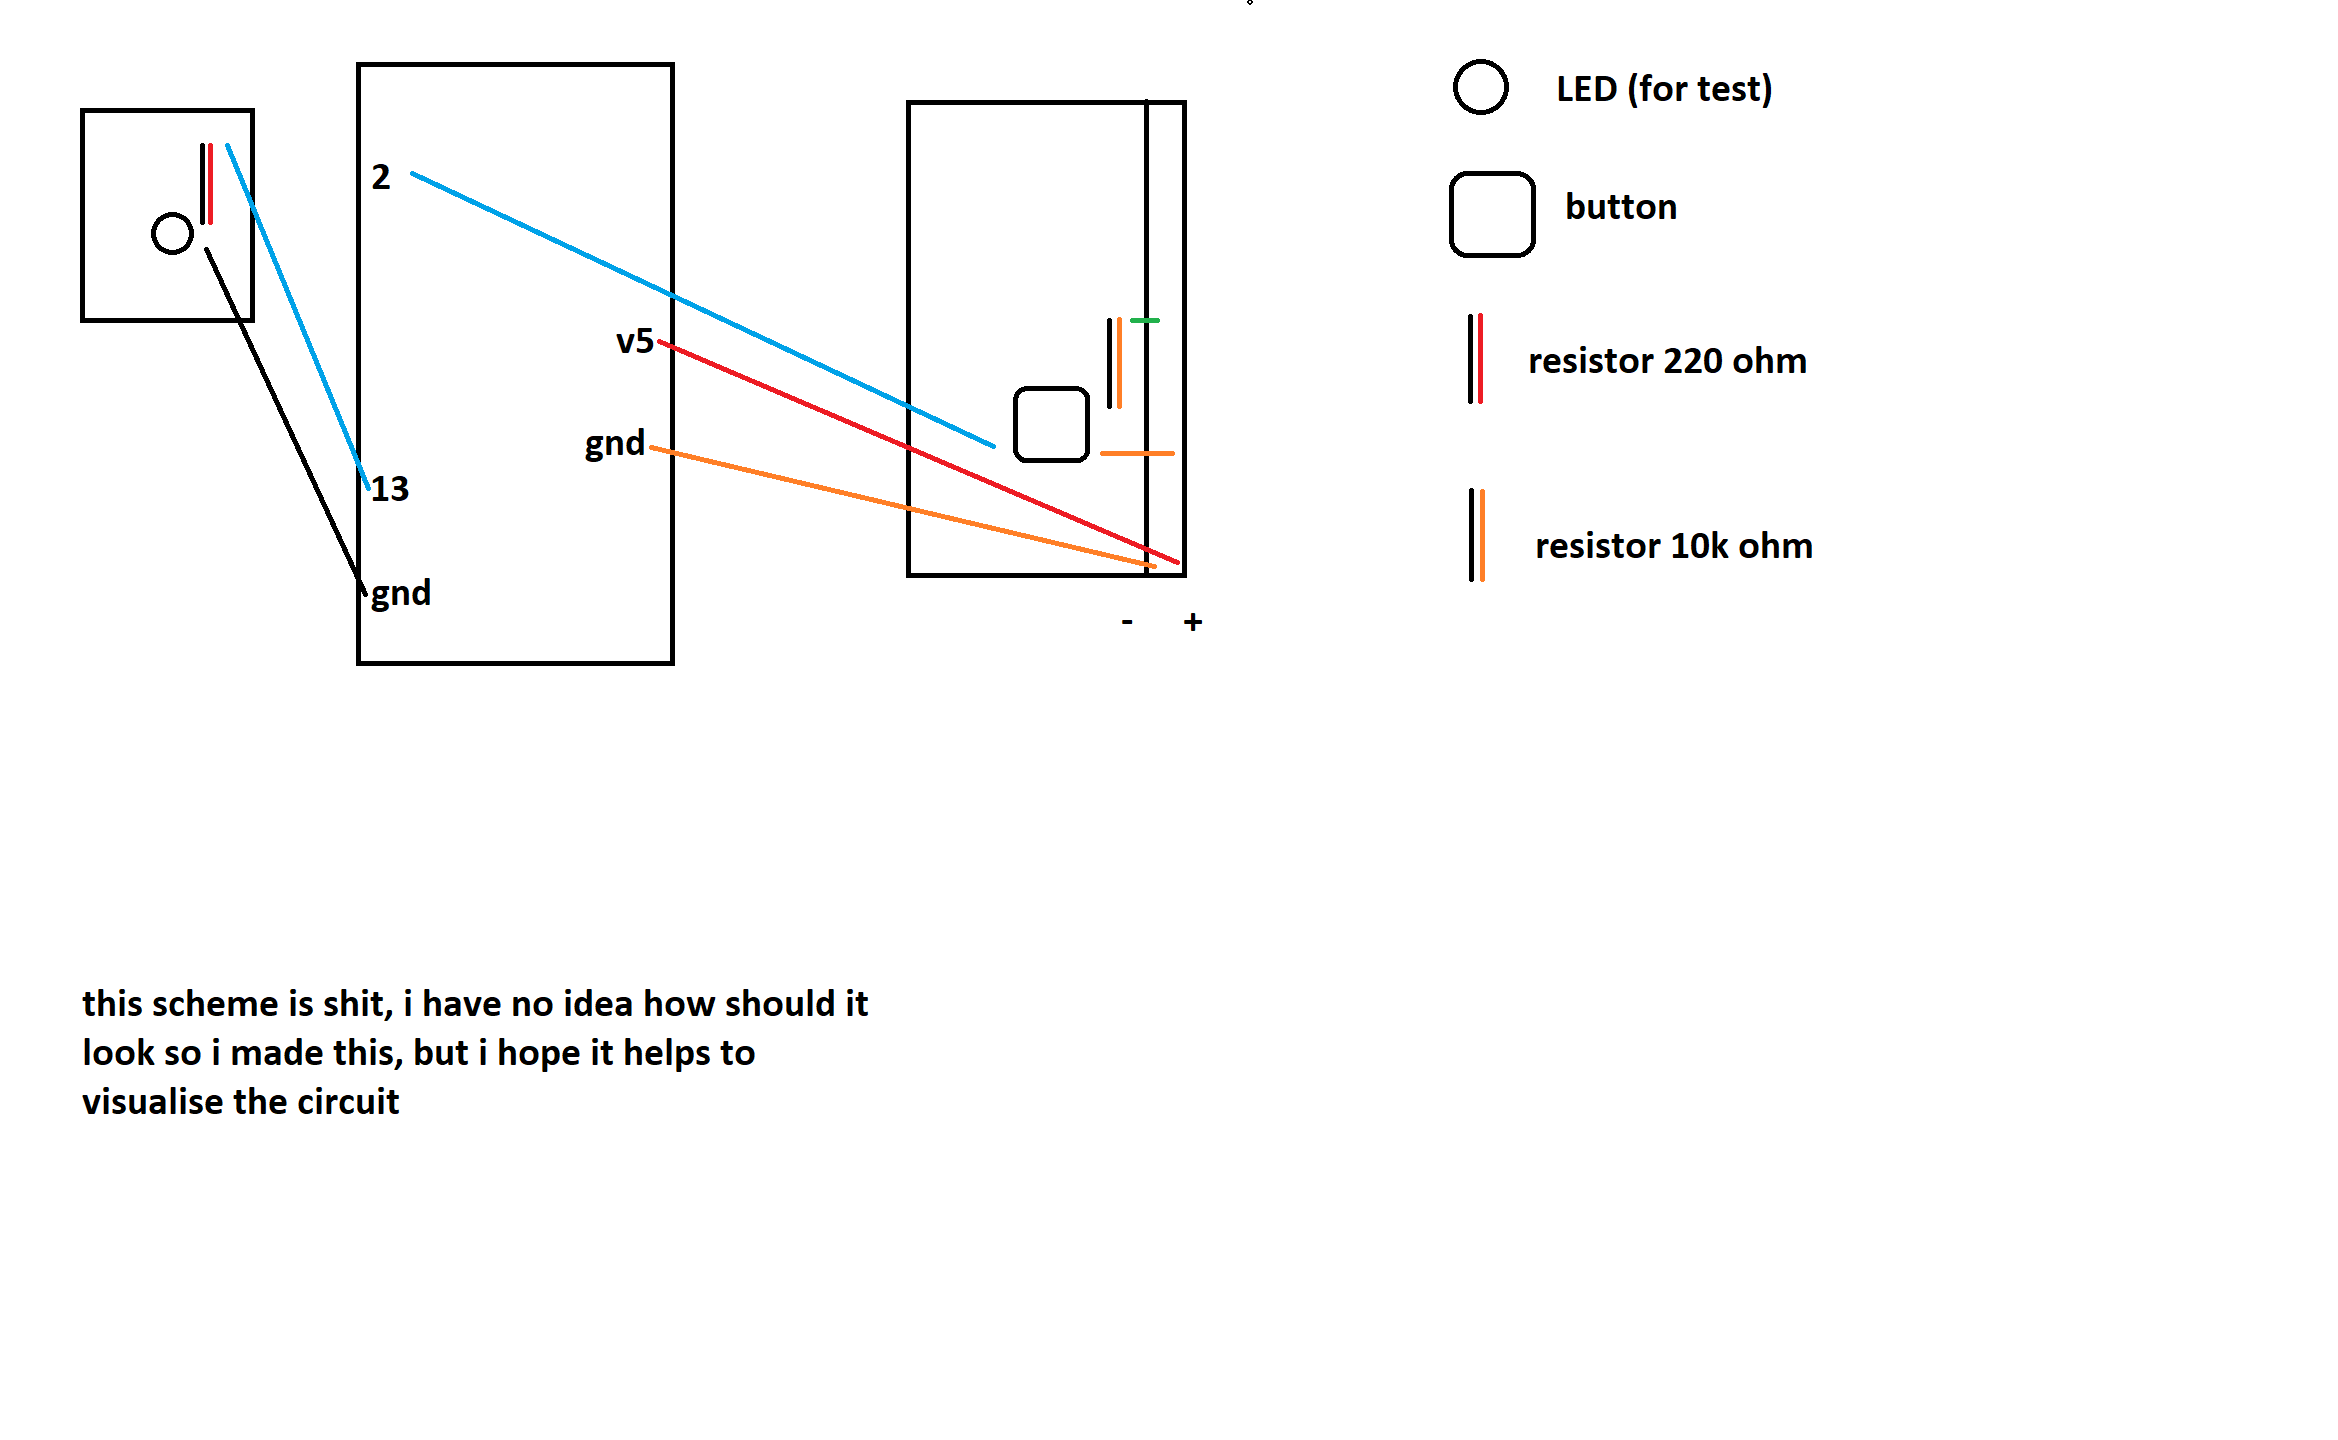 LED (for test)
2
button
v5
resistor 220 ohm
gnd
13
resistor 10k ohm
gnd
- +
this scheme is shit, i have no idea how should it
look so i made this, but i hope it helps to
visualise the circuit